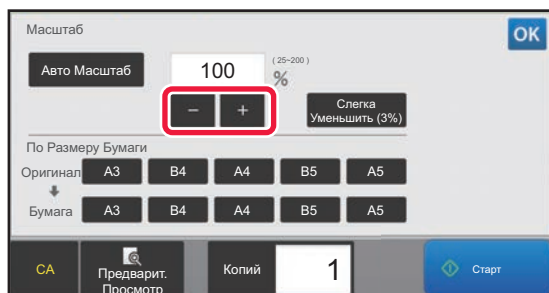 Масштаб
OK
Авто Масштаб
100
(25~200)
%
− +
Слегка
Уменьшить (3%)
По Размеру Бумаги
Оригинал A3 B4 A4 B5 A5
Бумага A3 B4 A4 B5 A5
CA
Предварит.
Просмотр
Копий
1
Старт